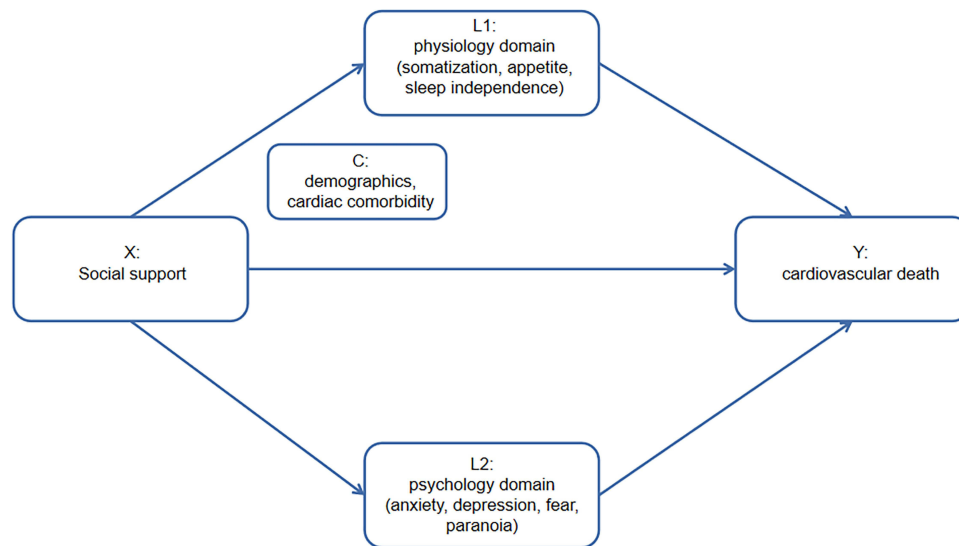 L1:
physiology domain
(somatization, appetite,
sleep independence)
C:
demographics,
cardiac comorbidity
X:
Social support
Y:
cardiovascular death
L2:
psychology domain
(anxiety, depression, fear,
paranoia)